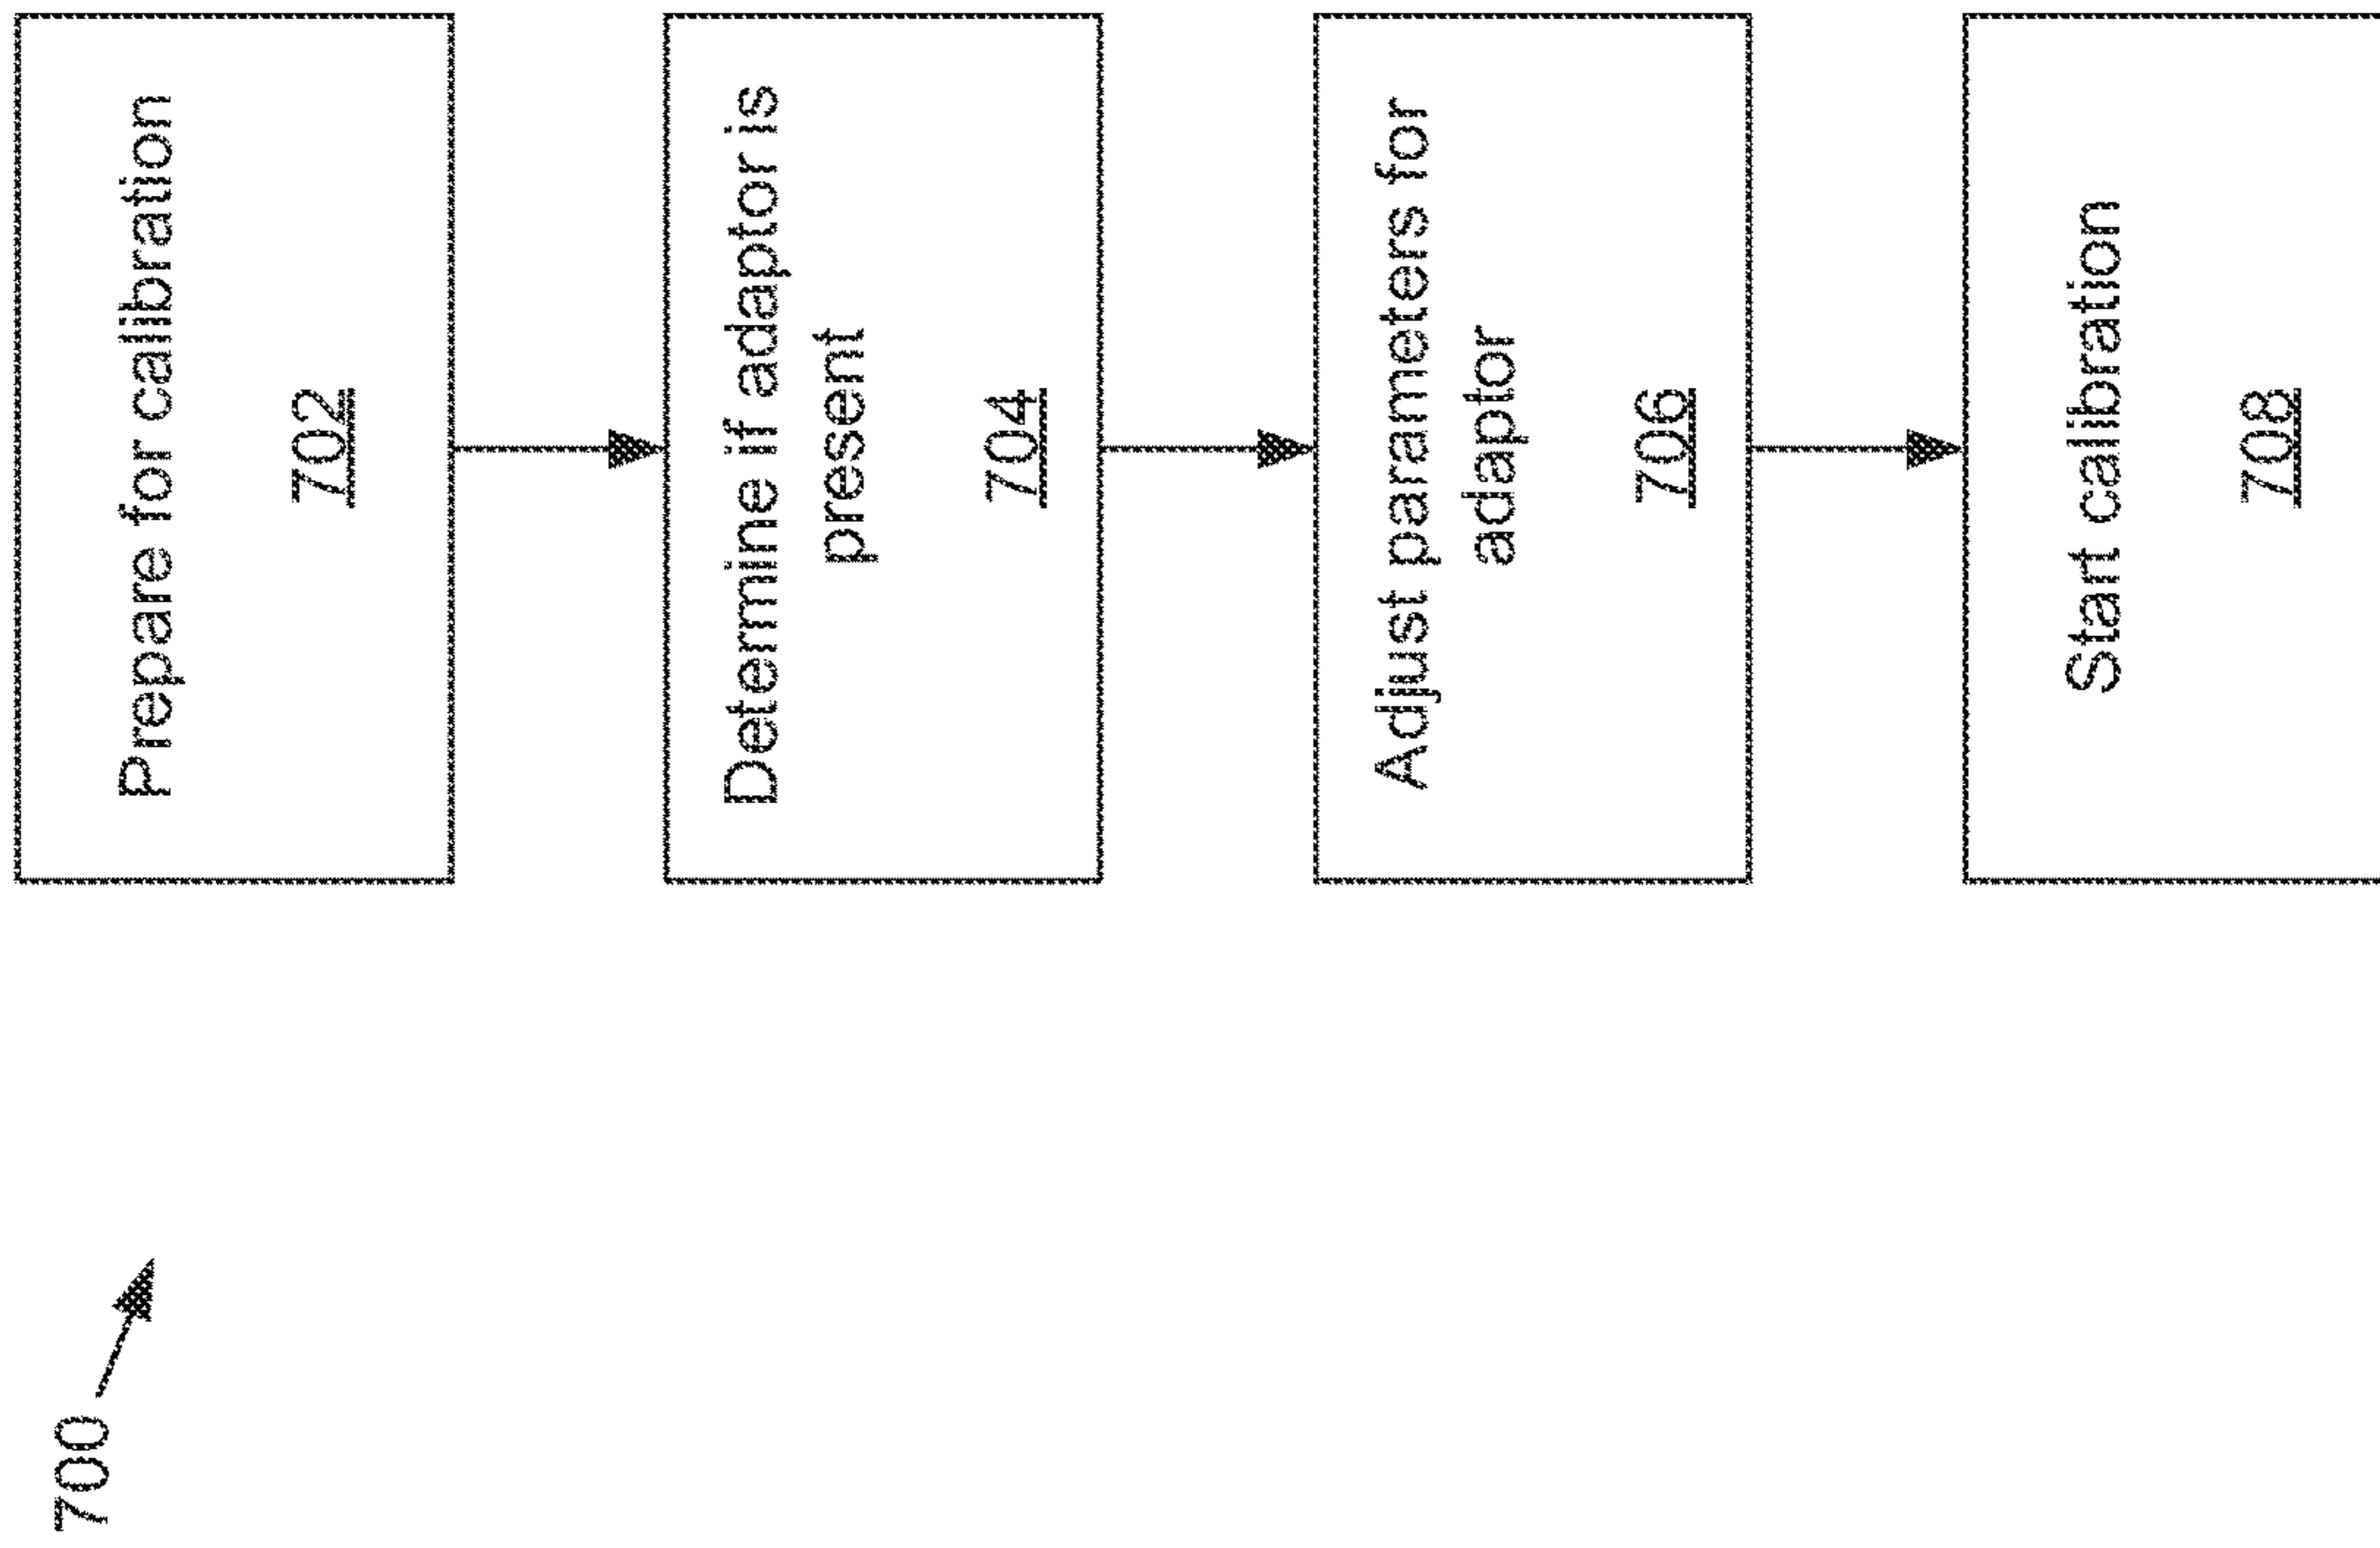 700
Prepare for calibration
702
Determine if adaptor is
present
704
Adjust parameters for
adaptor
706
Start calibration
708